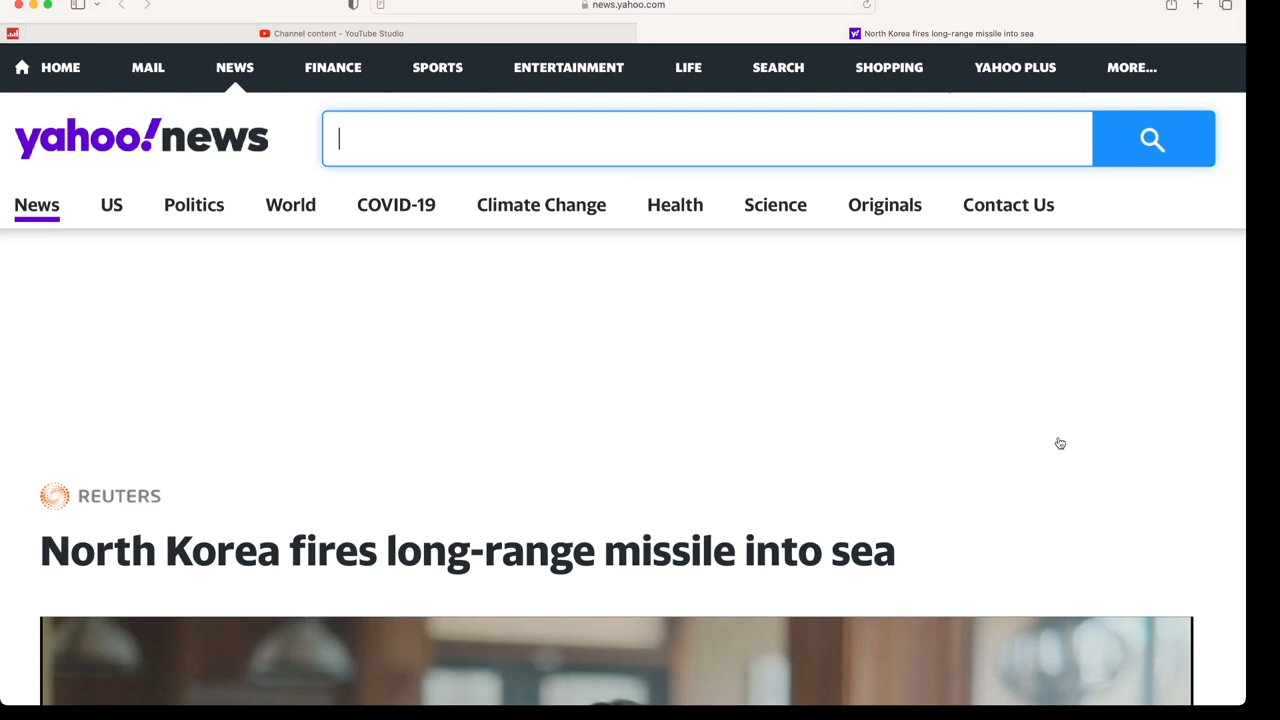 news.yahoo.com
Channel content – YouTube Studio
North Korea fires long-range missile into sea
HOME MAIL NEWS FINANCE SPORTS ENTERTAINMENT LIFE SEARCH SHOPPING YAHOO PLUS MORE...
yahoo!news
News US Politics World COVID-19 Climate Change Health Science Originals Contact Us
REUTERS
North Korea fires long-range missile into sea